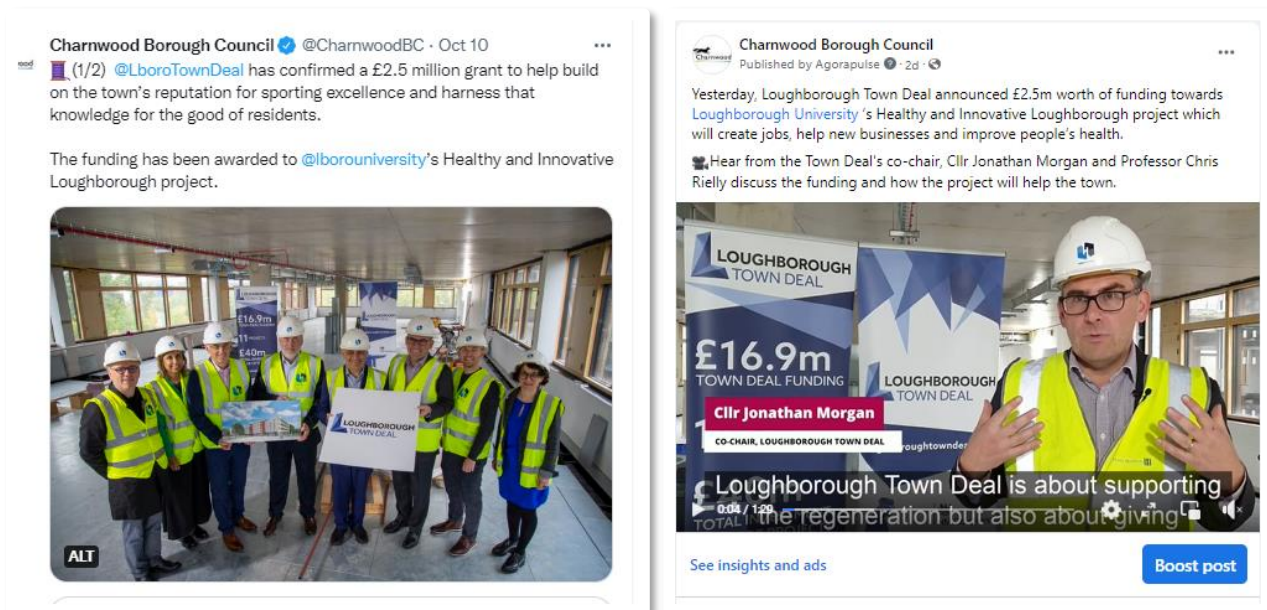 Charnwood Borough Council @CharnwoodBC · Oct 10
(1/2) @LboroTownDeal has confirmed a £2.5 million grant to help build
on the town's reputation for sporting excellence and harness that
knowledge for the good of residents.
The funding has been awarded to @lborouniversity's Healthy and Innovative
Loughborough project.
LOUGHBOROUGH
TOWN DEAL
£16.9m
11 PROJECTS
£40m
LOUGHBOROUGH
TOWN DEAL
ALT
Charnwood
Charnwood Borough Council
Published by Agorapulse · 2d ·
Yesterday, Loughborough Town Deal announced £2.5m worth of funding towards
Loughborough University 's Healthy and Innovative Loughborough project which
will create jobs, help new businesses and improve people's health.
Hear from the Town Deal's co-chair, Cllr Jonathan Morgan and Professor Chris
Rielly discuss the funding and how the project will help the town.
LOUGHBOROUGH
TOWN DEAL
£16.9m
TOWN DEAL FUNDING
LOUGHBOROUGH
TOWN DEAL
Cllr Jonathan Morgan
CO-CHAIR, LOUGHBOROUGH TOWN DEAL
Loughborough Town Deal is about supporting
0:04 / 1:29
the regeneration but also about giving
See insights and ads
Boost post